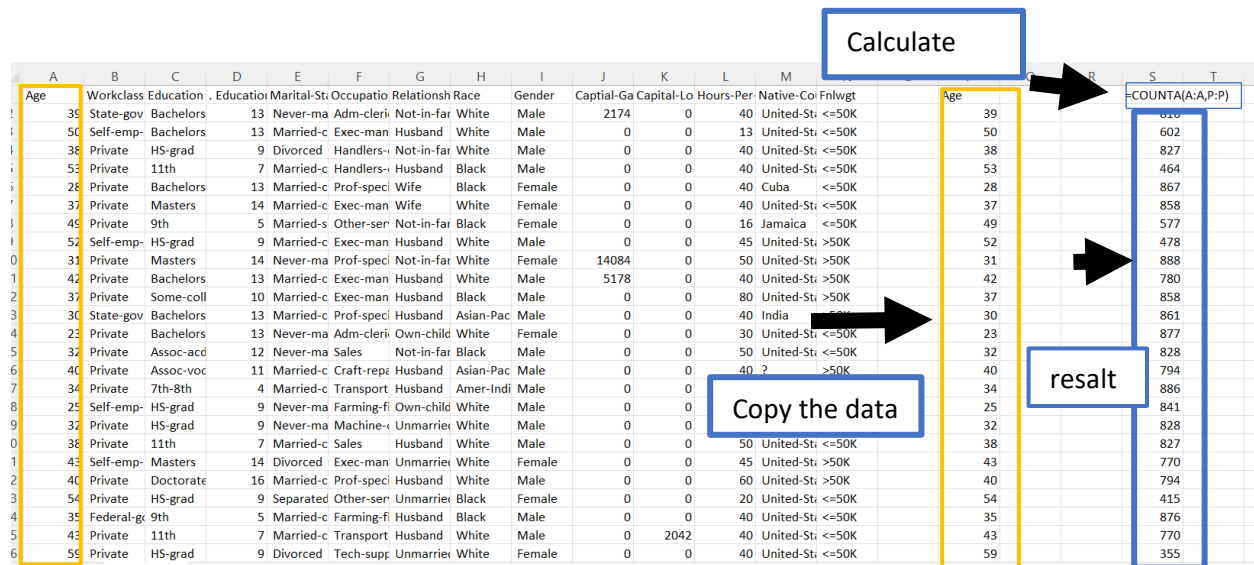 Calculate
A B C D E F G H I J K L M R S T
Age Workclass Education . Education Marital-Sta Occupatio Relationsh Race Gender Captial-Ga Capital-Lo Hours-Per- Native-Cou Fnlwgt Age =COUNTA(A:A,P:P)
39 State-gov Bachelors 13 Never-ma Adm-cleri Not-in-far White Male 2174 0 40 United-Sta <=50K 39
50 Self-emp- Bachelors 13 Married-c Exec-man Husband White Male 0 0 13 United-Sta <=50K 50 602
38 Private HS-grad 9 Divorced Handlers- Not-in-far White Male 0 0 40 United-Sta <=50K 38 827
53 Private 11th 7 Married-c Handlers- Husband Black Male 0 0 40 United-Sta <=50K 53 464
28 Private Bachelors 13 Married-c Prof-speci Wife Black Female 0 0 40 Cuba <=50K 28 867
37 Private Masters 14 Married-c Exec-man Wife White Female 0 0 40 United-Sta <=50K 37 858
49 Private 9th 5 Married-s Other-ser Not-in-far Black Female 0 0 16 Jamaica <=50K 49 577
52 Self-emp- HS-grad 9 Married-c Exec-man Husband White Male 0 0 45 United-Sta >50K 52 478
31 Private Masters 14 Never-ma Prof-speci Not-in-far White Female 14084 0 50 United-Sta >50K 31 888
42 Private Bachelors 13 Married-c Exec-man Husband White Male 5178 0 40 United-Sta >50K 42 780
37 Private Some-coll 10 Married-c Exec-man Husband Black Male 0 0 80 United-Sta >50K 37 858
30 State-gov Bachelors 13 Married-c Prof-speci Husband Asian-Pac Male 0 0 40 India 30 861
23 Private Bachelors 13 Never-ma Adm-cleri Own-child White Female 0 0 30 United-Sta <=50K 23 877
32 Private Assoc-acd 12 Never-ma Sales Not-in-far Black Male 0 0 50 United-Sta <=50K 32 828
40 Private Assoc-voc 11 Married-c Craft-repa Husband Asian-Pac Male 0 0 40 ? >50K 40 794
34 Private 7th-8th 4 Married-c Transport Husband Amer-Indi Male 34 886
25 Self-emp- HS-grad 9 Never-ma Farming-fi Own-child White Male 25 841
32 Private HS-grad 9 Never-ma Machine- Unmarried White Male 32 828
38 Private 11th 7 Married-c Sales Husband White Male 0 0 50 United-Sta <=50K 38 827
43 Self-emp- Masters 14 Divorced Exec-man Unmarried White Female 0 0 45 United-Sta >50K 43 770
40 Private Doctorate 16 Married-c Prof-speci Husband White Male 0 0 60 United-Sta >50K 40 794
54 Private HS-grad 9 Separated Other-ser Unmarried Black Female 0 0 20 United-Sta <=50K 54 415
35 Federal-go 9th 5 Married-c Farming-fi Husband Black Male 0 0 40 United-Sta <=50K 35 876
43 Private 11th 7 Married-c Transport Husband White Male 0 2042 40 United-Sta <=50K 43 770
59 Private HS-grad 9 Divorced Tech-supp Unmarried White Female 0 0 40 United-Sta <=50K 59 355
resalt
Copy the data